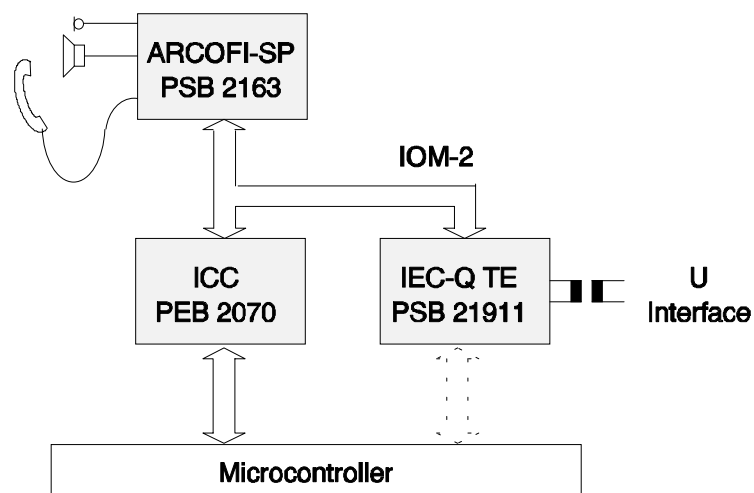 ARCOFI-SP
PSB 2163
IOM-2
ICC
PEB 2070
IEC-Q TE
PSB 21911
U
Interface
Microcontroller